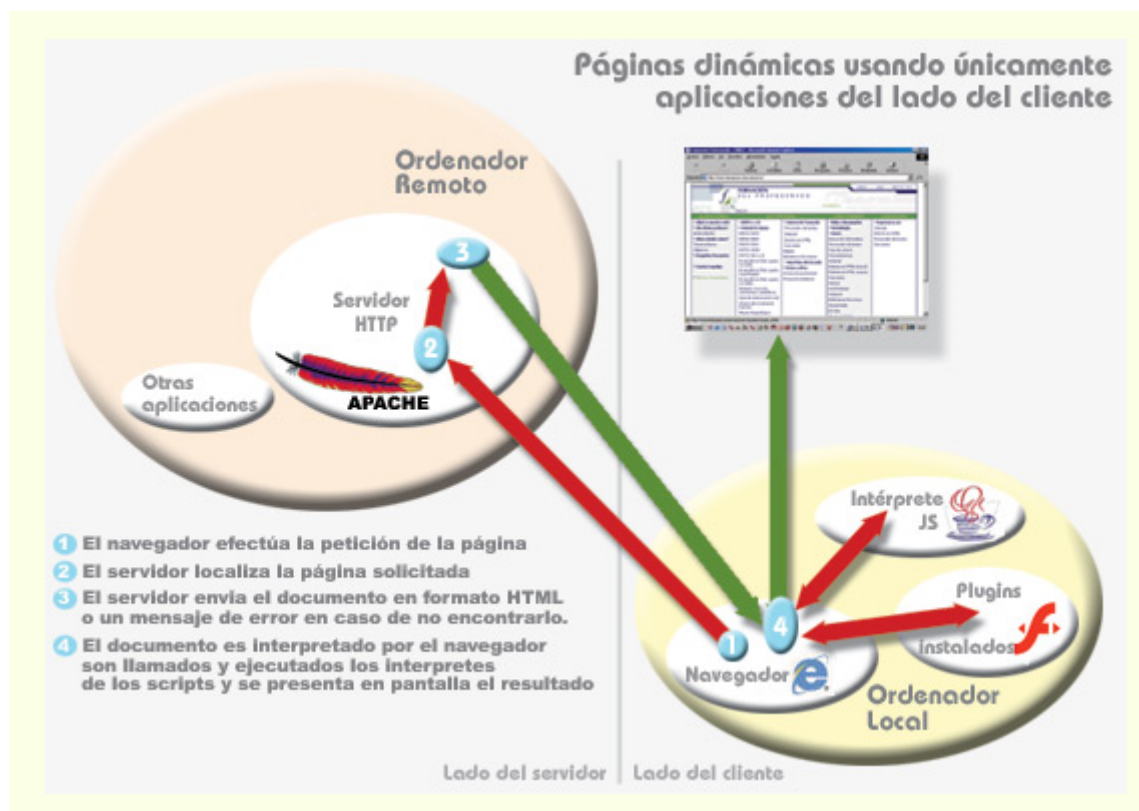 Páginas dinámicas usando únicamente
aplicaciones del lado del cliente
Ordenador
Remoto
3
Servidor
HTTP
2
APACHE
Otras
aplicaciones
Intérprete
JS
1 El navegador efectúa la petición de la página
2 El servidor localiza la página solicitada
3 El servidor envia el documento en formato HTML
o un mensaje de error en caso de no encontrarlo.
4 El documento es interpretado por el navegador
son llamados y ejecutados los interpretes
de los scripts y se presenta en pantalla el resultado
Plugins
instalados
4
1
Navegador
Ordenador
Local
Lado del servidor
Lado del cliente